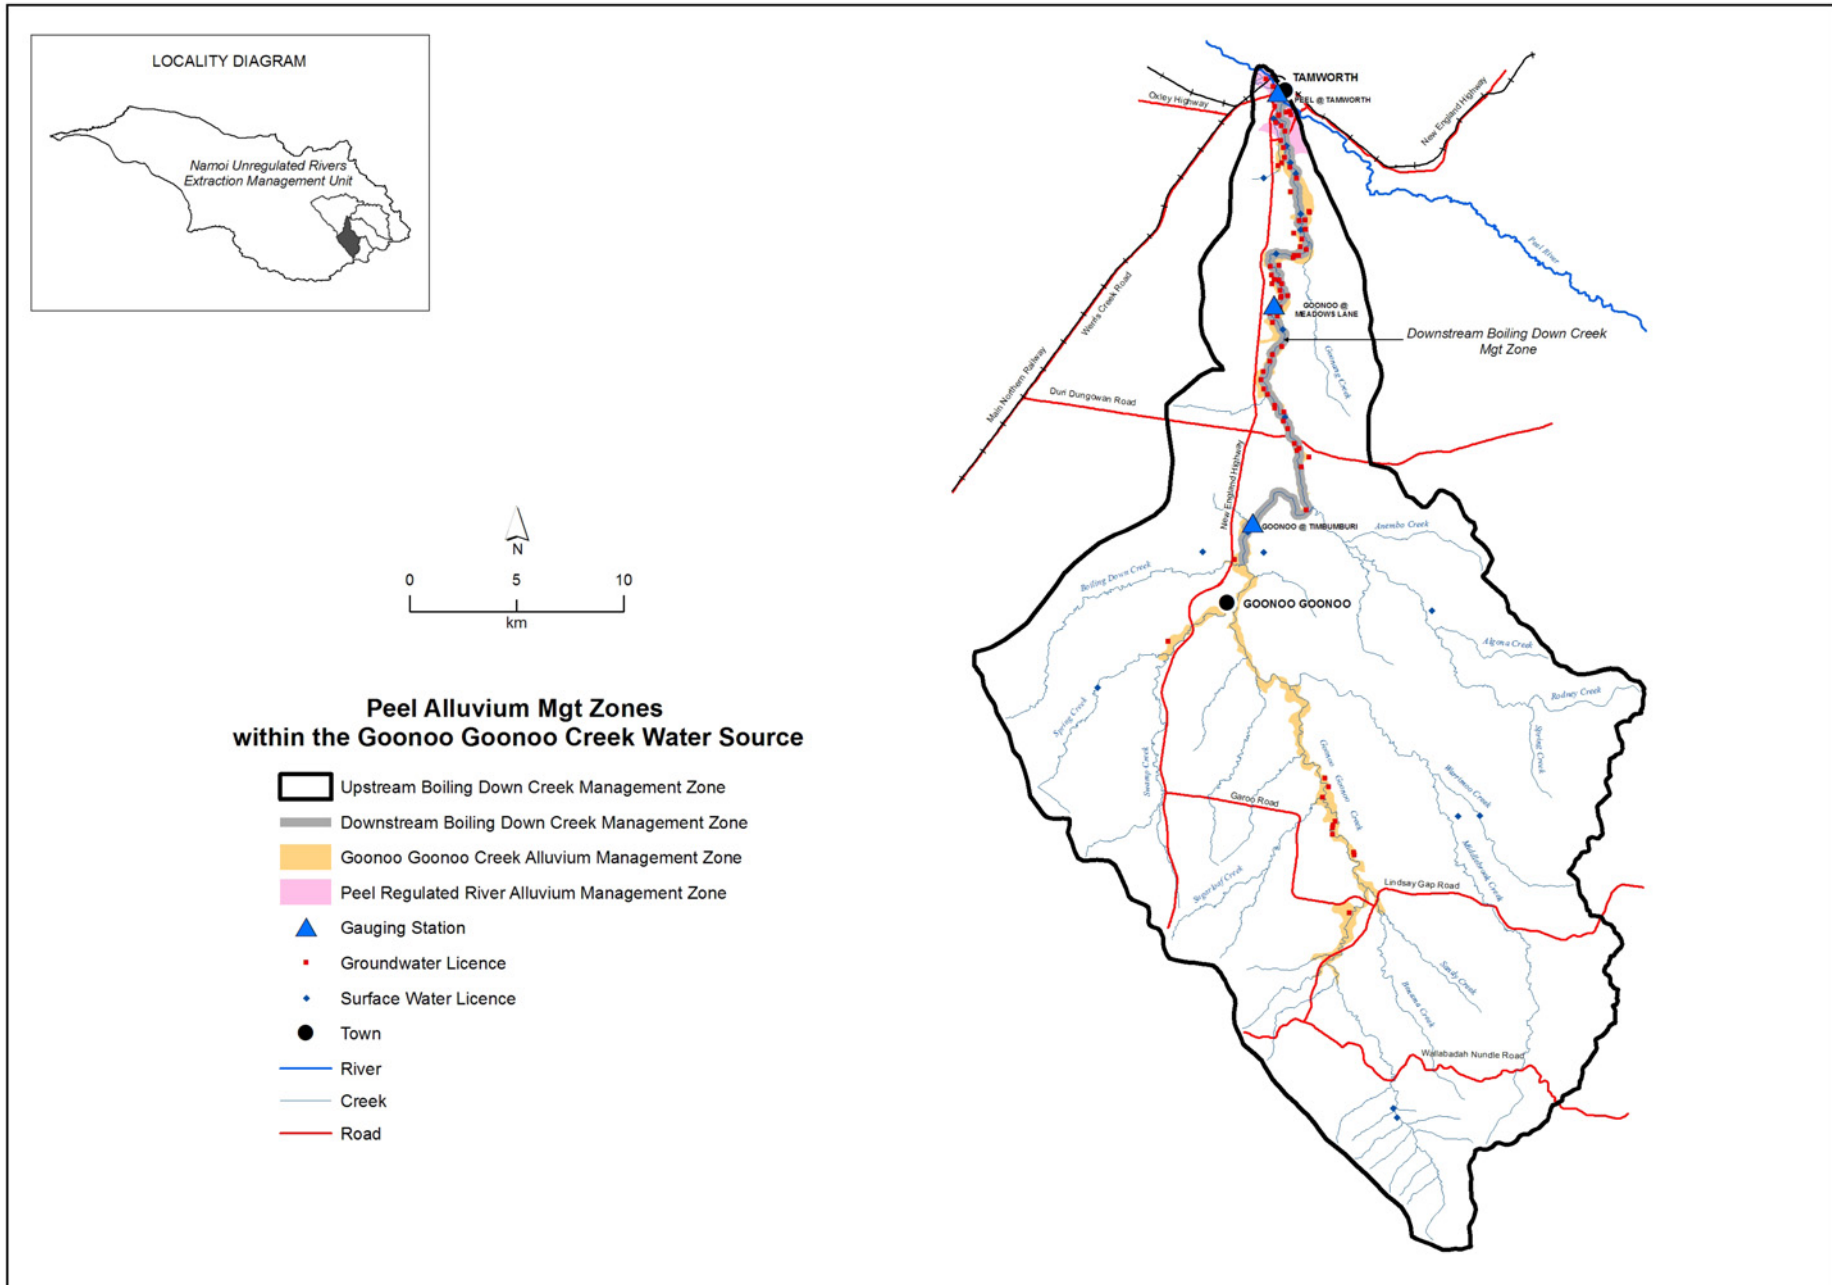 LOCALITY DIAGRAM
Namoi Unregulated Rivers
Extraction Management Unit
N
0 5 10
km
Peel Alluvium Mgt Zones
within the Goonoo Goonoo Creek Water Source
Upstream Boiling Down Creek Management Zone
Downstream Boiling Down Creek Management Zone
Goonoo Goonoo Creek Alluvium Management Zone
Peel Regulated River Alluvium Management Zone
Gauging Station
Groundwater Licence
Surface Water Licence
Town
River
Creek
Road
TAMWORTH
PEEL @ TAMWORTH
Oxley Highway
New England Highway
Peel River
Werris Creek Road
Main Northern Railway
GOONOO @
MEADOWS LANE
Downstream Boiling Down Creek
Mgt Zone
Goonang Creek
Duri Dungowan Road
New England Highway
GOONOO @ TIMBUMBURI
Anembo Creek
Boiling Down Creek
GOONOO GOONOO
Algona Creek
Rodney Creek
Spring Creek
Spring Creek
Swamp Creek
Goonoo Goonoo Creek
Warrimoo Creek
Garoo Road
Middlebrook Creek
Sugarloaf Creek
Lindsay Gap Road
Sandy Creek
Wallabadah Nundle Road